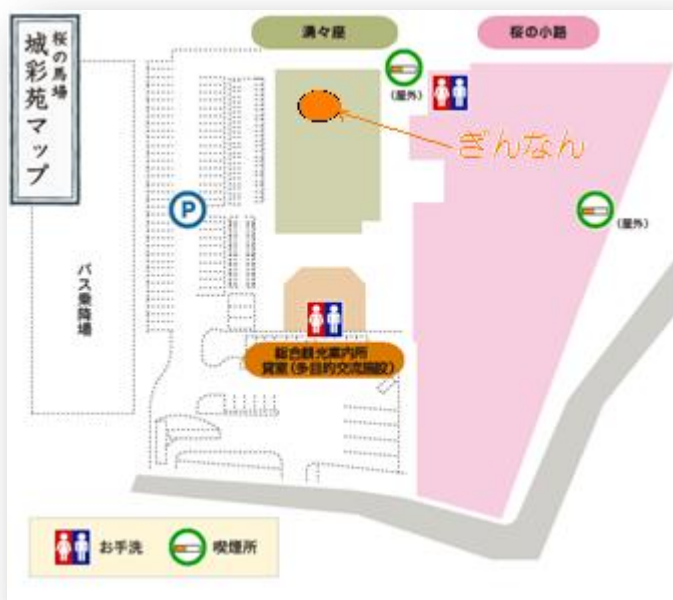 桜の馬場
城彩苑マップ
湧々座
桜の小路
(屋外)
ぎんなん
P
(屋外)
バス乗降場
総合観光案内所
貸室(多目的交流施設)
お手洗
喫煙所